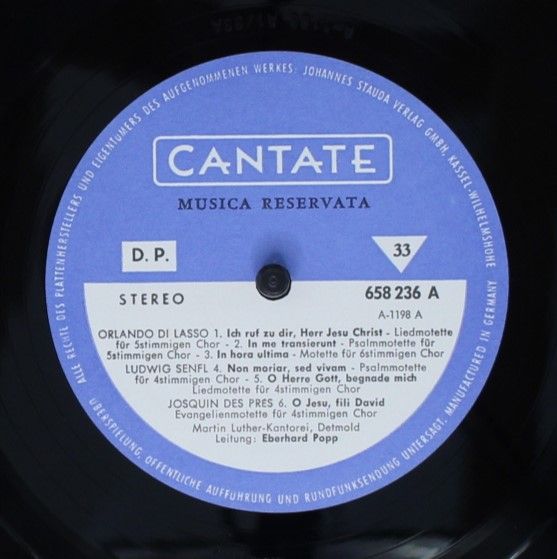 ALLE RECHTE DES PLATTENHERSTELLERS UND EIGENTÜMERS DES AUFGENOMMENEN WERKES: JOHANNES STAUDA VERLAG GMBH, KASSEL-WILHELMSHÖHE
CANTATE
MUSICA RESERVATA
D. P.
33
STEREO
658 236 A
A-1198 A
ORLANDO DI LASSO 1. Ich ruf zu dir, Herr Jesu Christ - Liedmotette
für 5stimmigen Chor - 2. In me transierunt - Psalmmotette für
5stimmigen Chor - 3. In hora ultima - Motette für 6stimmigen Chor
LUDWIG SENFL 4. Non moriar, sed vivam - Psalmmotette
für 4stimmigen Chor - 5. O Herre Gott, begnade mich
Liedmotette für 4stimmigen Chor
JOSQUIN DES PRES 6. O Jesu, fili David
Evangelienmotette für 4stimmigen Chor
Martin Luther-Kantorei, Detmold
Leitung: Eberhard Popp
ÜBERSPIELUNG, ÖFFENTLICHE AUFFÜHRUNG UND RUNDFUNKSENDUNG UNTERSAGT, MANUFACTURED IN GERMANY